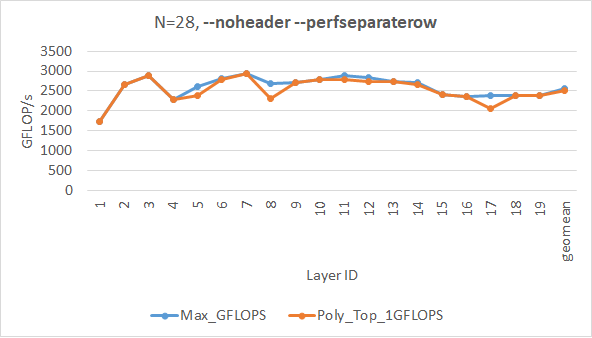 N=28, --noheader --perfseparaterow
3500
3000
2500
2000
1500
1000
500
0
GFLOP/s
1 2 3 4 5 6 7 8 9 10 11 12 13 14 15 16 17 18 19 geomean
Layer ID
Max_GFLOPS Poly_Top_1GFLOPS